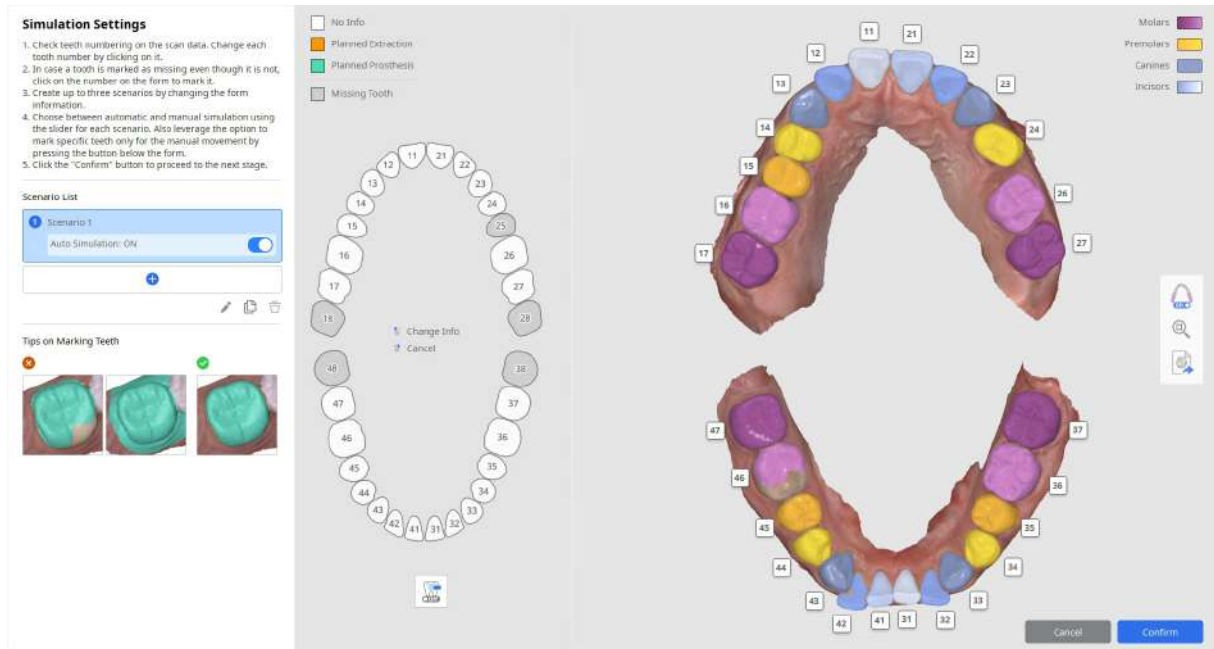 Simulation Settings
1. Check teeth numbering on the scan data. Change each
tooth number by clicking on it.
2. In case a tooth is marked as missing even though it is not,
click on the number on the form to mark it.
3. Create up to three scenarios by changing the form
information.
4. Choose between automatic and manual simulation using
the slider for each scenario. Also leverage the option to
mark specific teeth only for the manual movement by
pressing the button below the form.
5. Click the "Confirm" button to proceed to the next stage.
Scenario List
1 Scenario 1
Auto Simulation: ON
Tips on Marking Teeth
No Info
Planned Extraction
Planned Prosthesis
Missing Tooth
11 21
12 22
13 23
14 24
15 25
16 26
17 27
18 28
Change Info
Cancel
48 38
47 37
46 36
45 35
44 34
43 33
42 41 31 32
11 21
12 22
13 23
14 24
15
16 26
17 27
47 37
46 36
45 35
44 34
43 33
42 41 31 32
Molars
Premolars
Canines
Incisors
Cancel Confirm